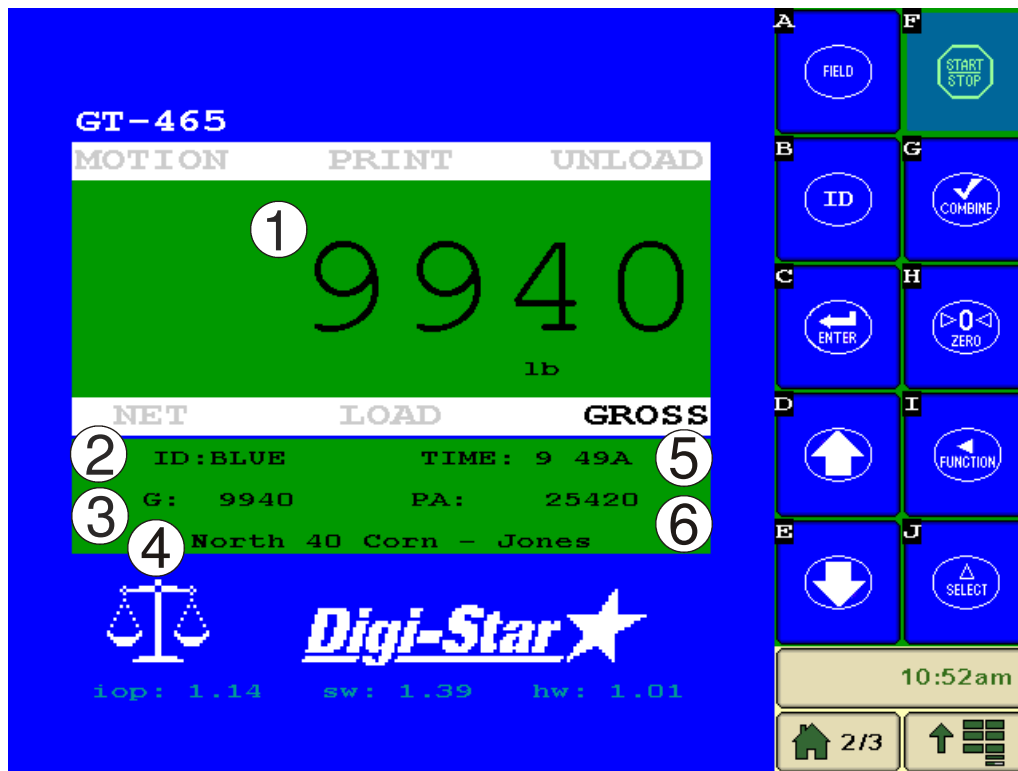 GT-465
MOTION PRINT UNLOAD
1
9940
lb
NET LOAD GROSS
2 ID:BLUE TIME: 9 49A 5
3 G: 9940 PA: 25420 6
4 North 40 Corn - Jones
Digi-Star
iop: 1.14 sw: 1.39 hw: 1.01
A FIELD
F START STOP
B ID
G COMBINE
C ENTER
H 0 ZERO
D
I FUNCTION
E
J SELECT
10:52am
2/3